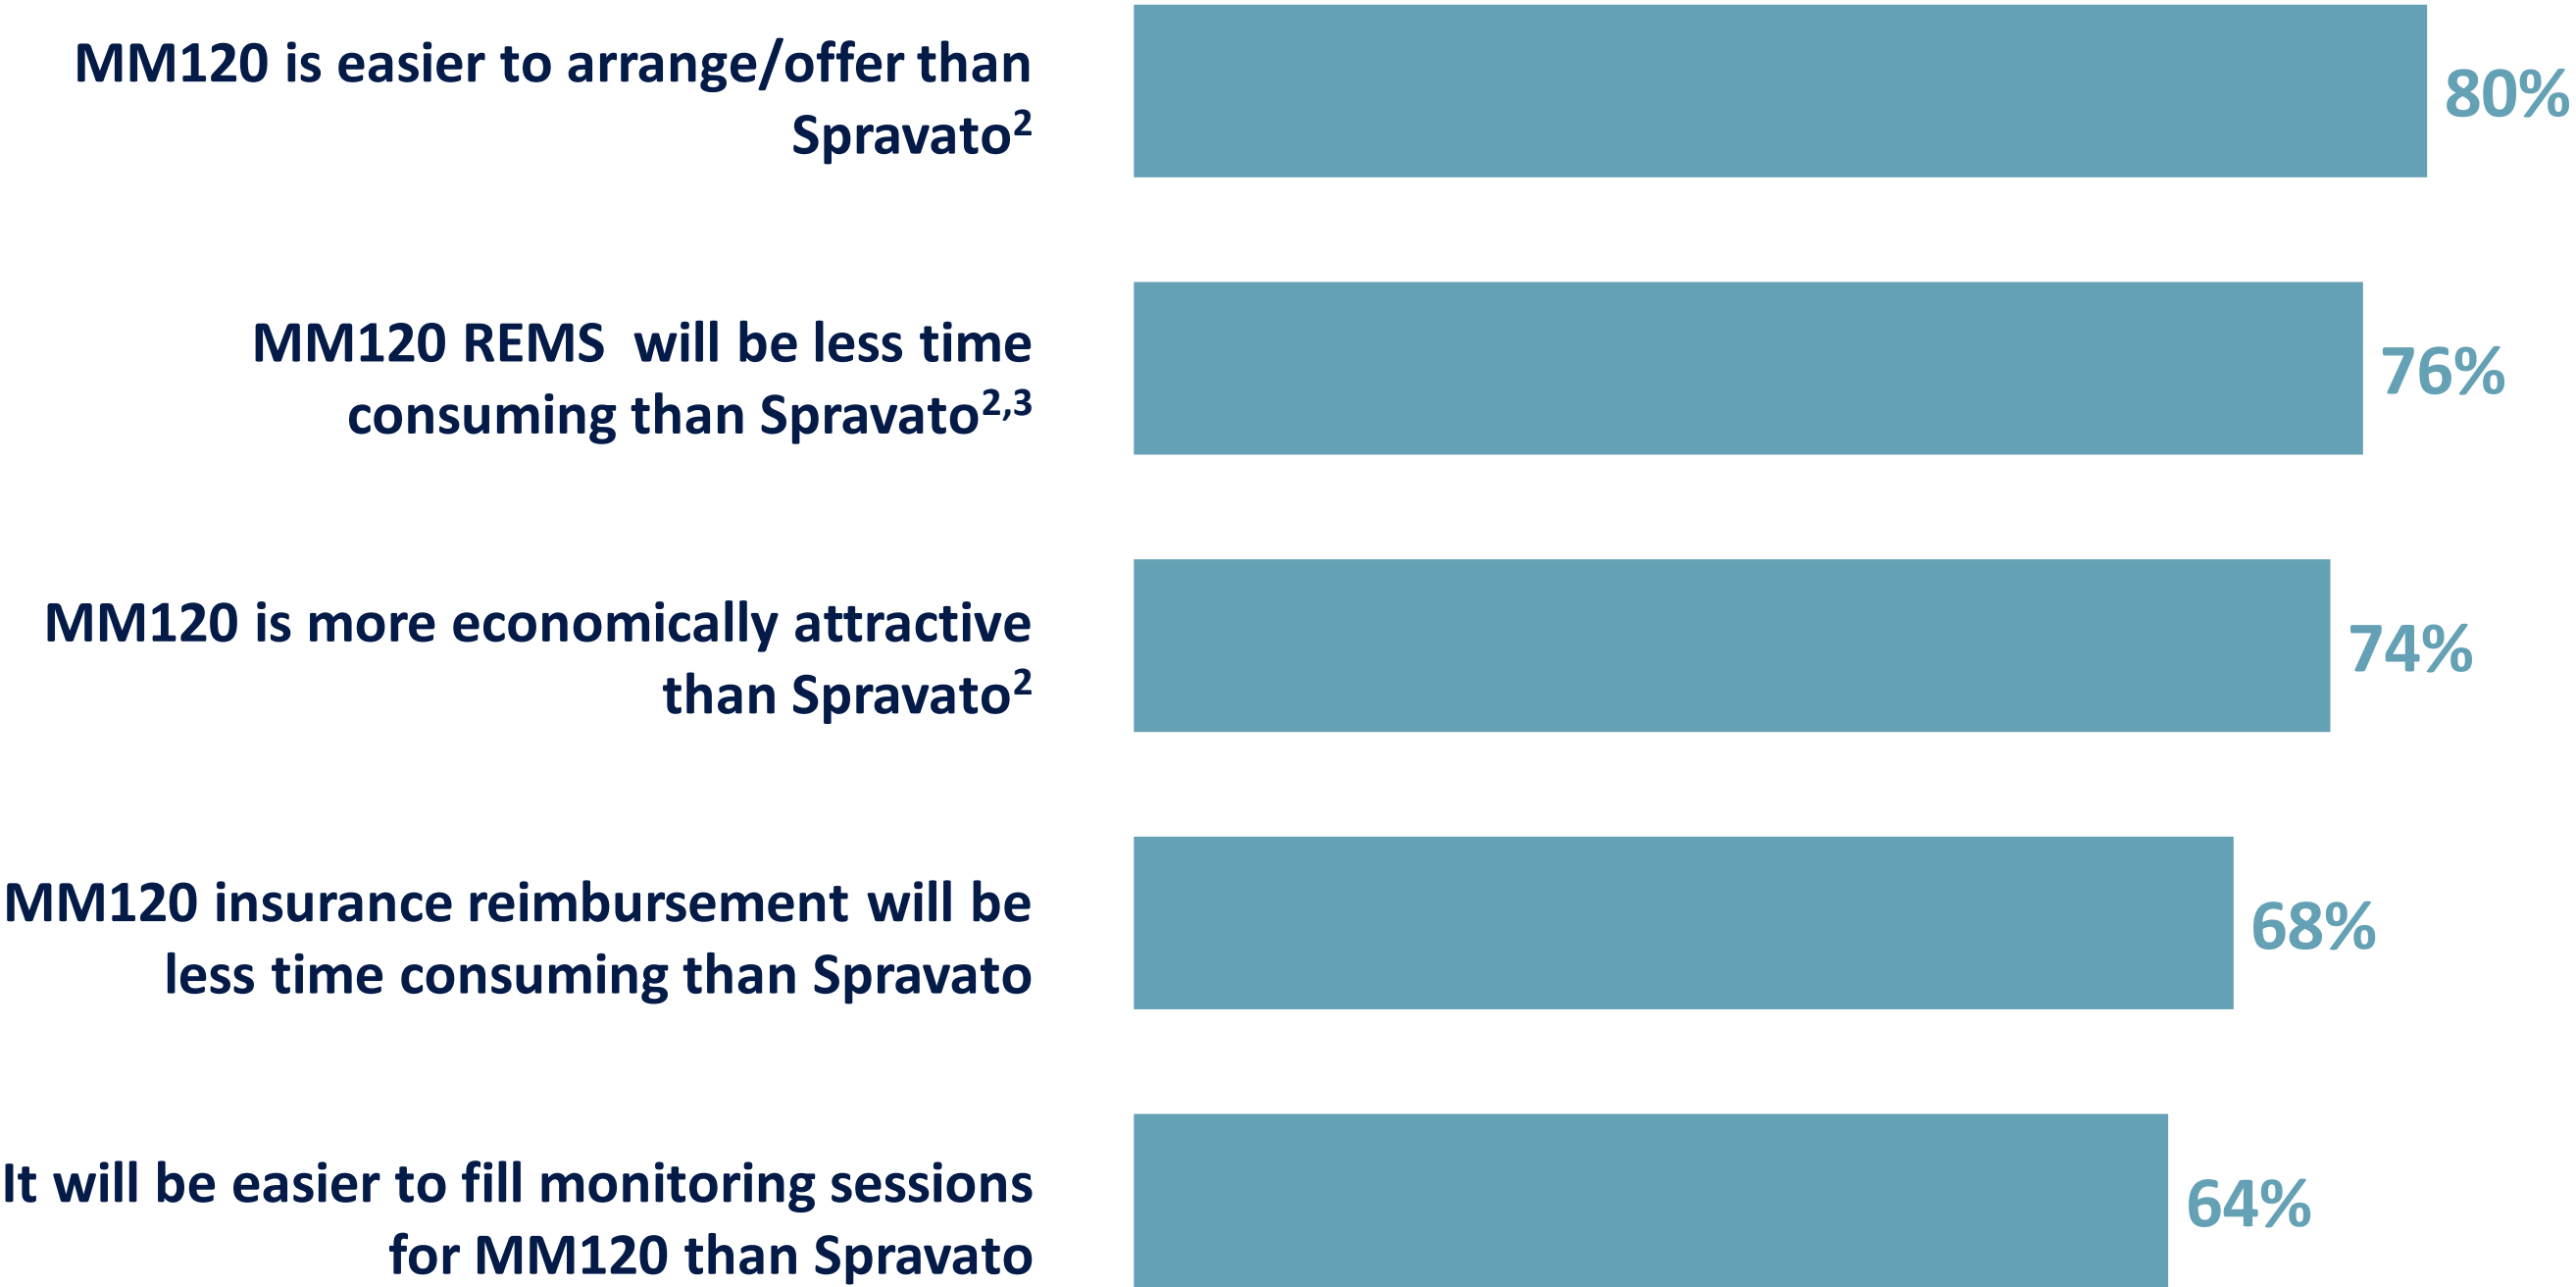 MM120 is easier to arrange/offer than
Spravato²
80%
MM120 REMS  will be less time
consuming than Spravato²,³
76%
MM120 is more economically attractive
than Spravato²
74%
MM120 insurance reimbursement will be
less time consuming than Spravato
68%
It will be easier to fill monitoring sessions
for MM120 than Spravato
64%